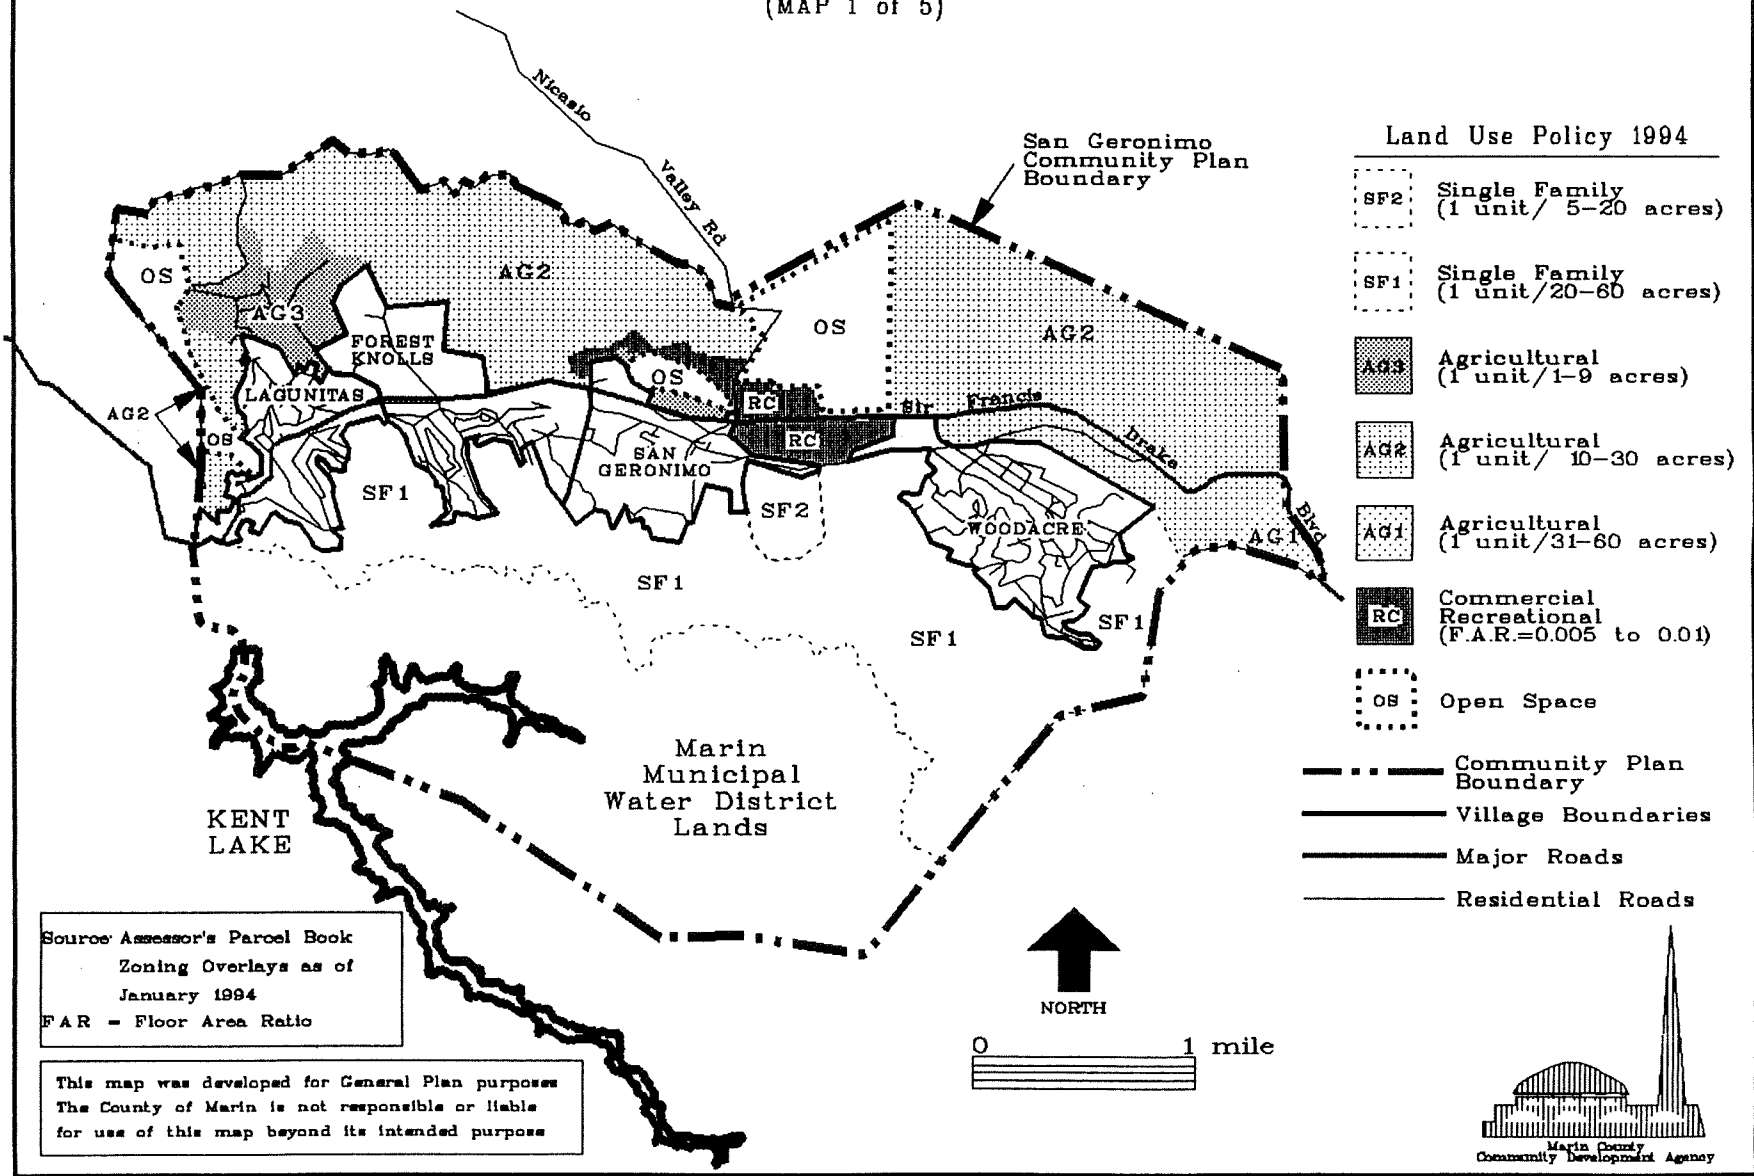 (MAP 1 of 5)
Nicasio
Valley Rd
San Geronimo
Community Plan
Boundary
OS
AG3
AG2
FOREST
KNOLLS
LAGUNITAS
AG2
OS
OS
OS
AG2
RC
RC
Sir Francis Drake Blvd
SAN
GERONIMO
SF1
SF2
WOODACRE
AG1
SF1
SF1
SF1
Marin
Municipal
Water District
Lands
KENT
LAKE
Land Use Policy 1994
SF2 Single Family
(1 unit/ 5-20 acres)
SF1 Single Family
(1 unit/20-60 acres)
AG3 Agricultural
(1 unit/1-9 acres)
AG2 Agricultural
(1 unit/ 10-30 acres)
AG1 Agricultural
(1 unit/31-60 acres)
RC Commercial
Recreational
(F.A.R.=0.005 to 0.01)
OS Open Space
Community Plan
Boundary
Village Boundaries
Major Roads
Residential Roads
Source: Assessor's Parcel Book
Zoning Overlays as of
January 1994
F A R = Floor Area Ratio
This map was developed for General Plan purposes
The County of Marin is not responsible or liable
for use of this map beyond its intended purpose
NORTH
0 1 mile
Marin County
Community Development Agency